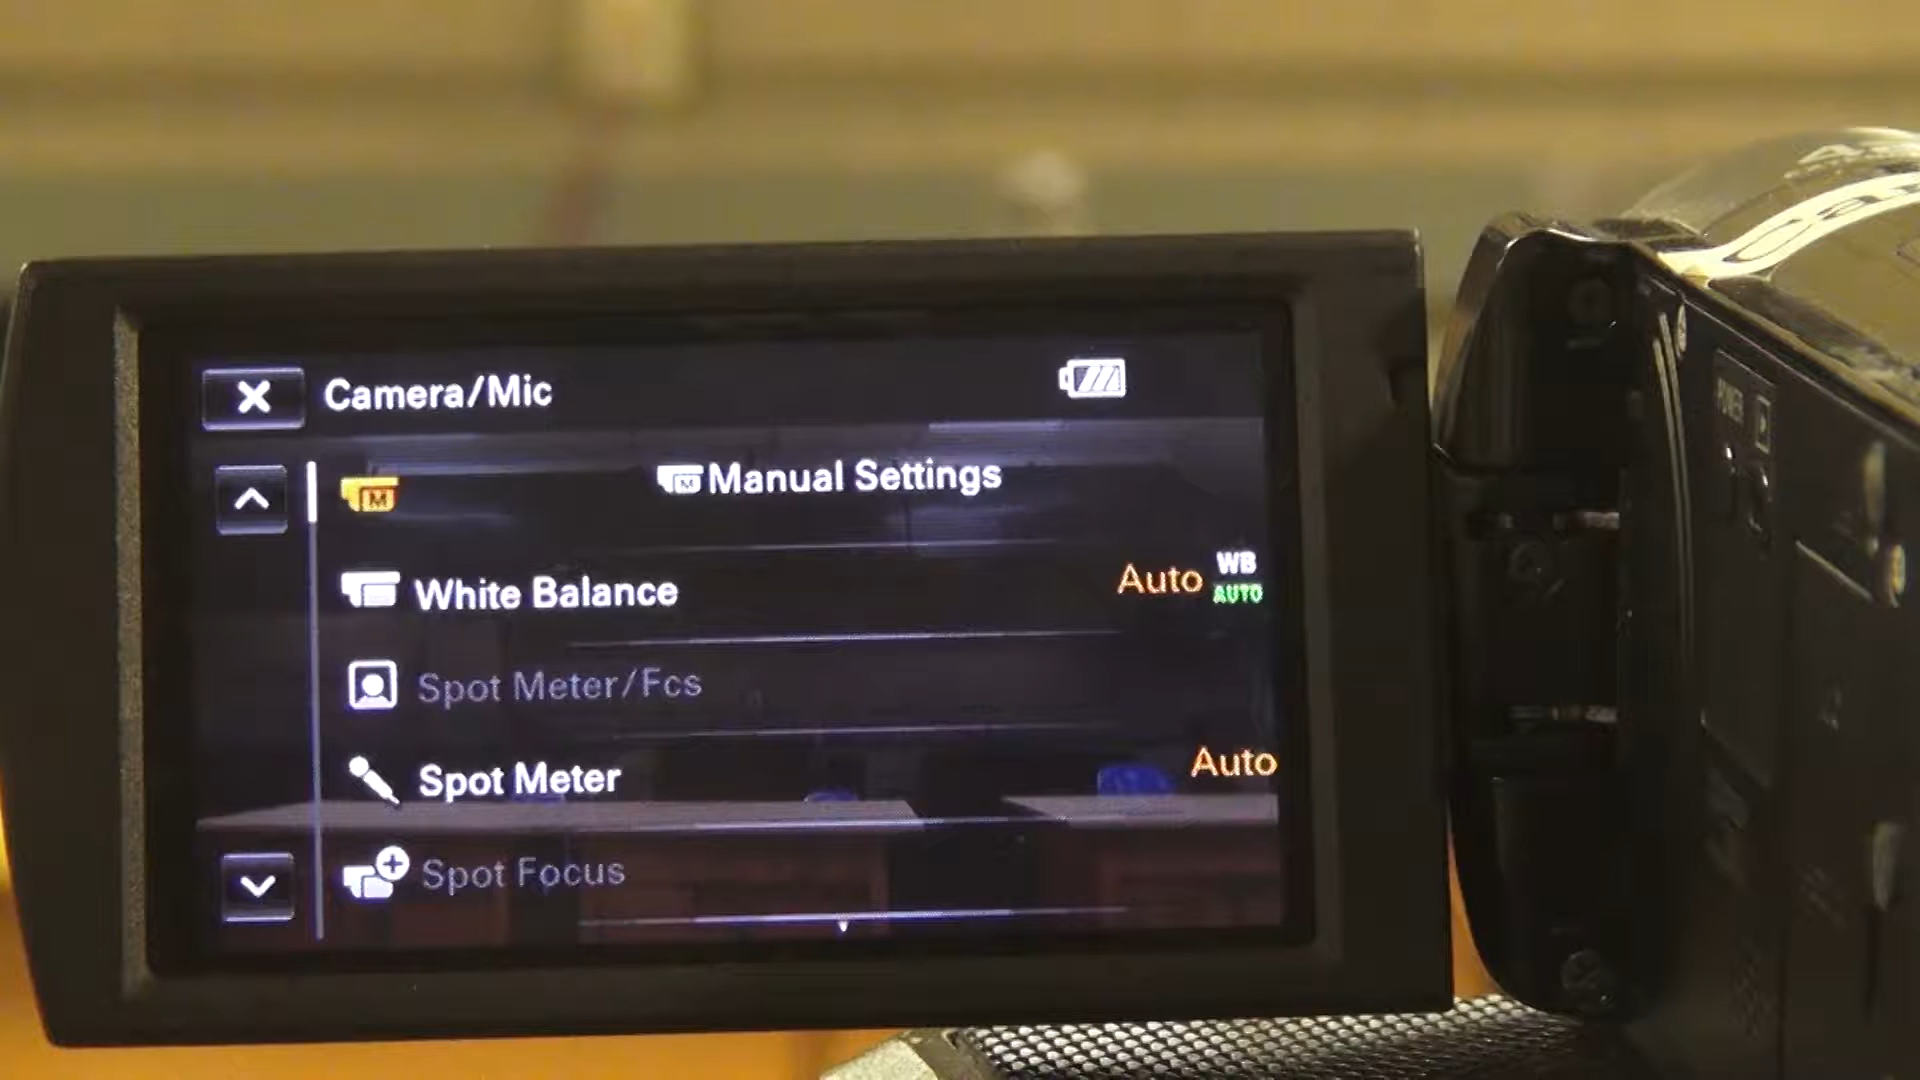 Camera/Mic
M Manual Settings
M
White Balance Auto WB AUTO
Spot Meter/Fcs
Spot Meter Auto
Spot Focus